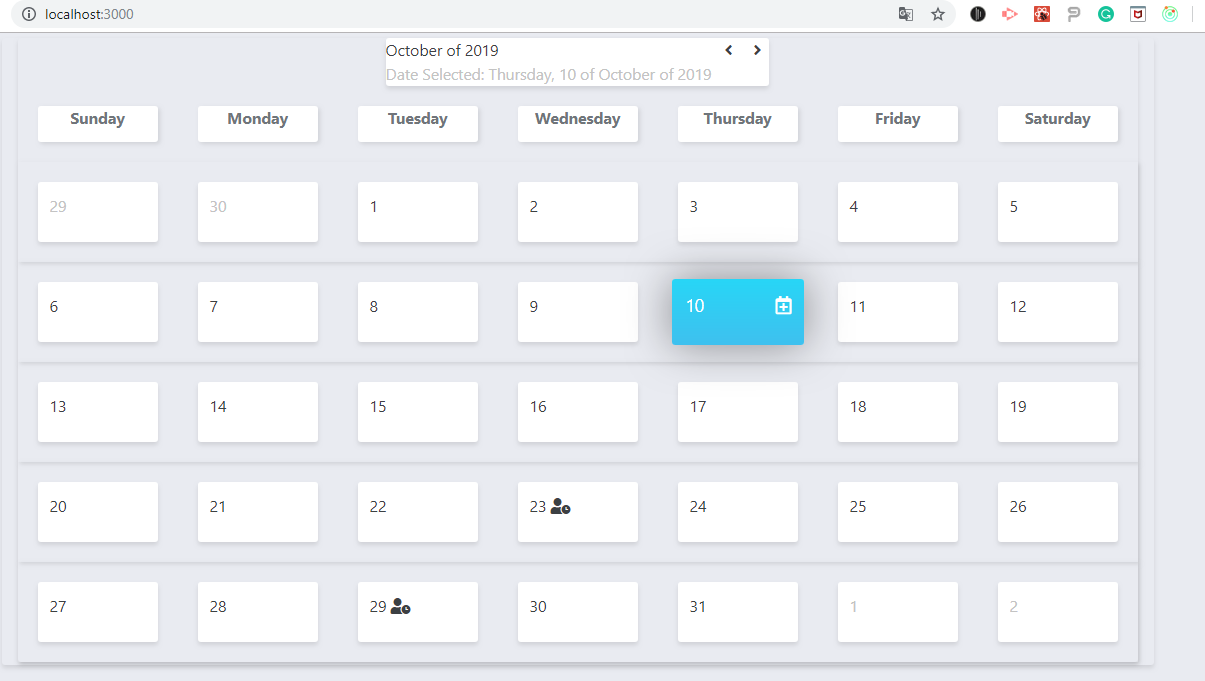 localhost:3000
October of 2019
Date Selected: Thursday, 10 of October of 2019
Sunday Monday Tuesday Wednesday Thursday Friday Saturday
29 30 1 2 3 4 5
6 7 8 9 10 11 12
13 14 15 16 17 18 19
20 21 22 23 24 25 26
27 28 29 30 31 1 2